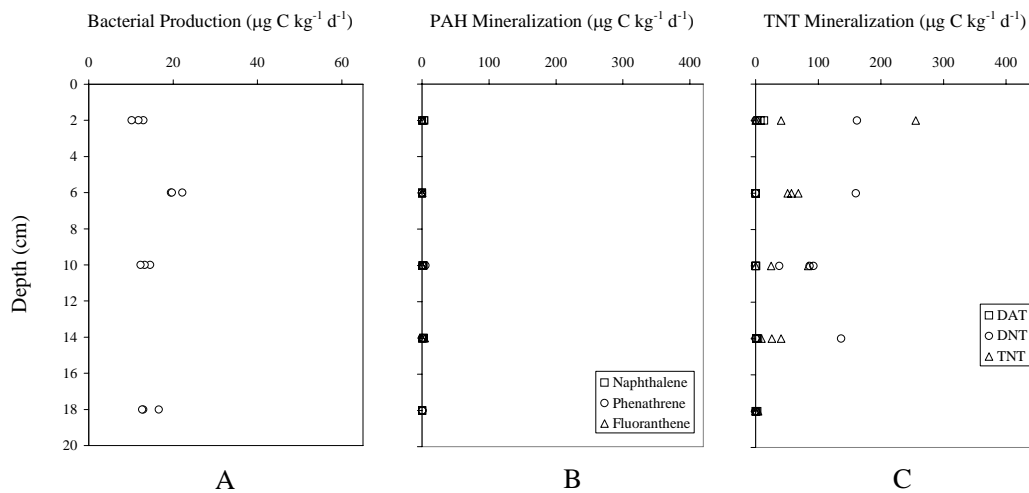 Bacterial Production (µg C kg⁻¹ d⁻¹)
PAH Mineralization (µg C kg⁻¹ d⁻¹)
TNT Mineralization (µg C kg⁻¹ d⁻¹)
0 20 40 60
0 100 200 300 400
0 100 200 300 400
Depth (cm)
0
2
4
6
8
10
12
14
16
18
20
Naphthalene
Phenathrene
Fluoranthene
DAT
DNT
TNT
A
B
C